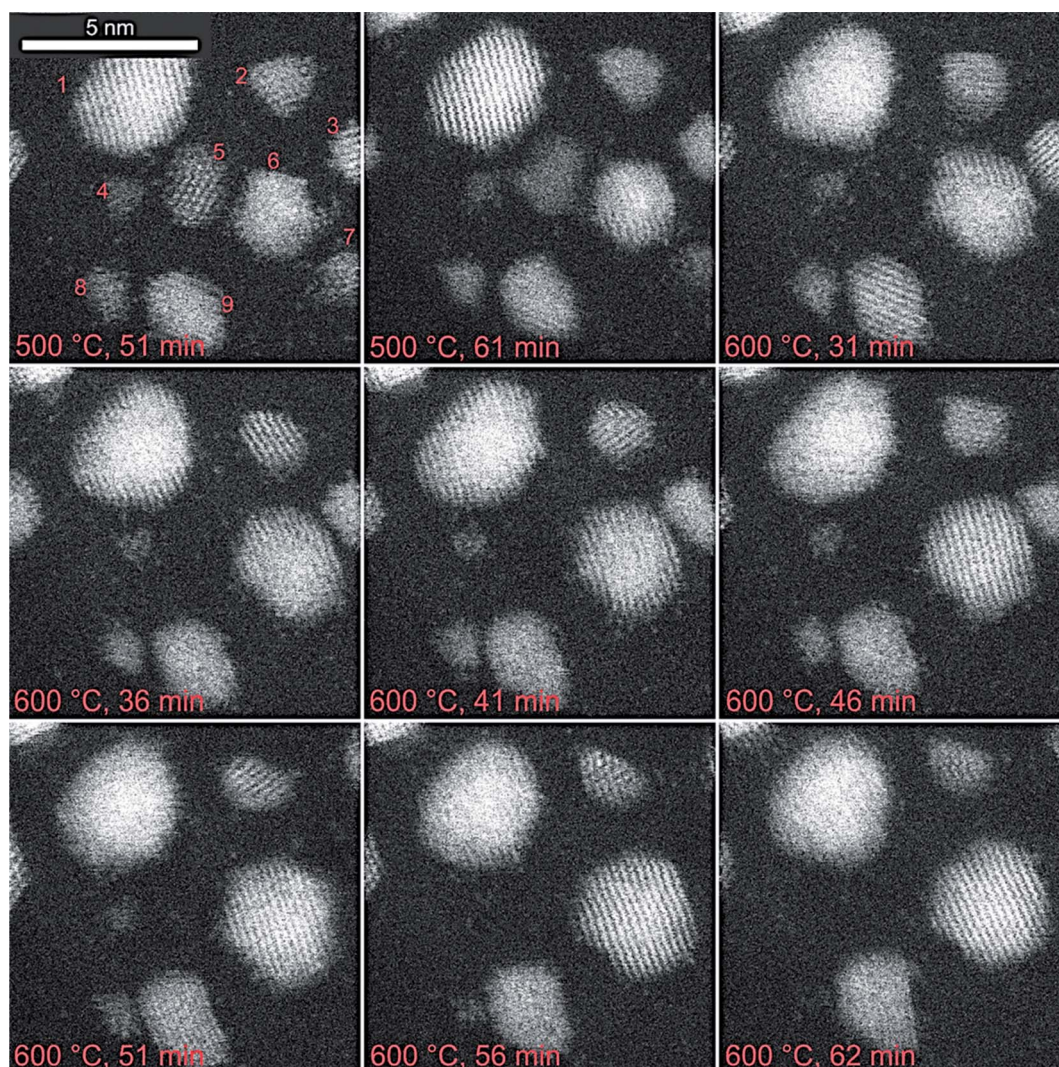 5 nm
1
2
3
4
5
6
7
8
9
500 °C, 51 min
500 °C, 61 min
600 °C, 31 min
600 °C, 36 min
600 °C, 41 min
600 °C, 46 min
600 °C, 51 min
600 °C, 56 min
600 °C, 62 min